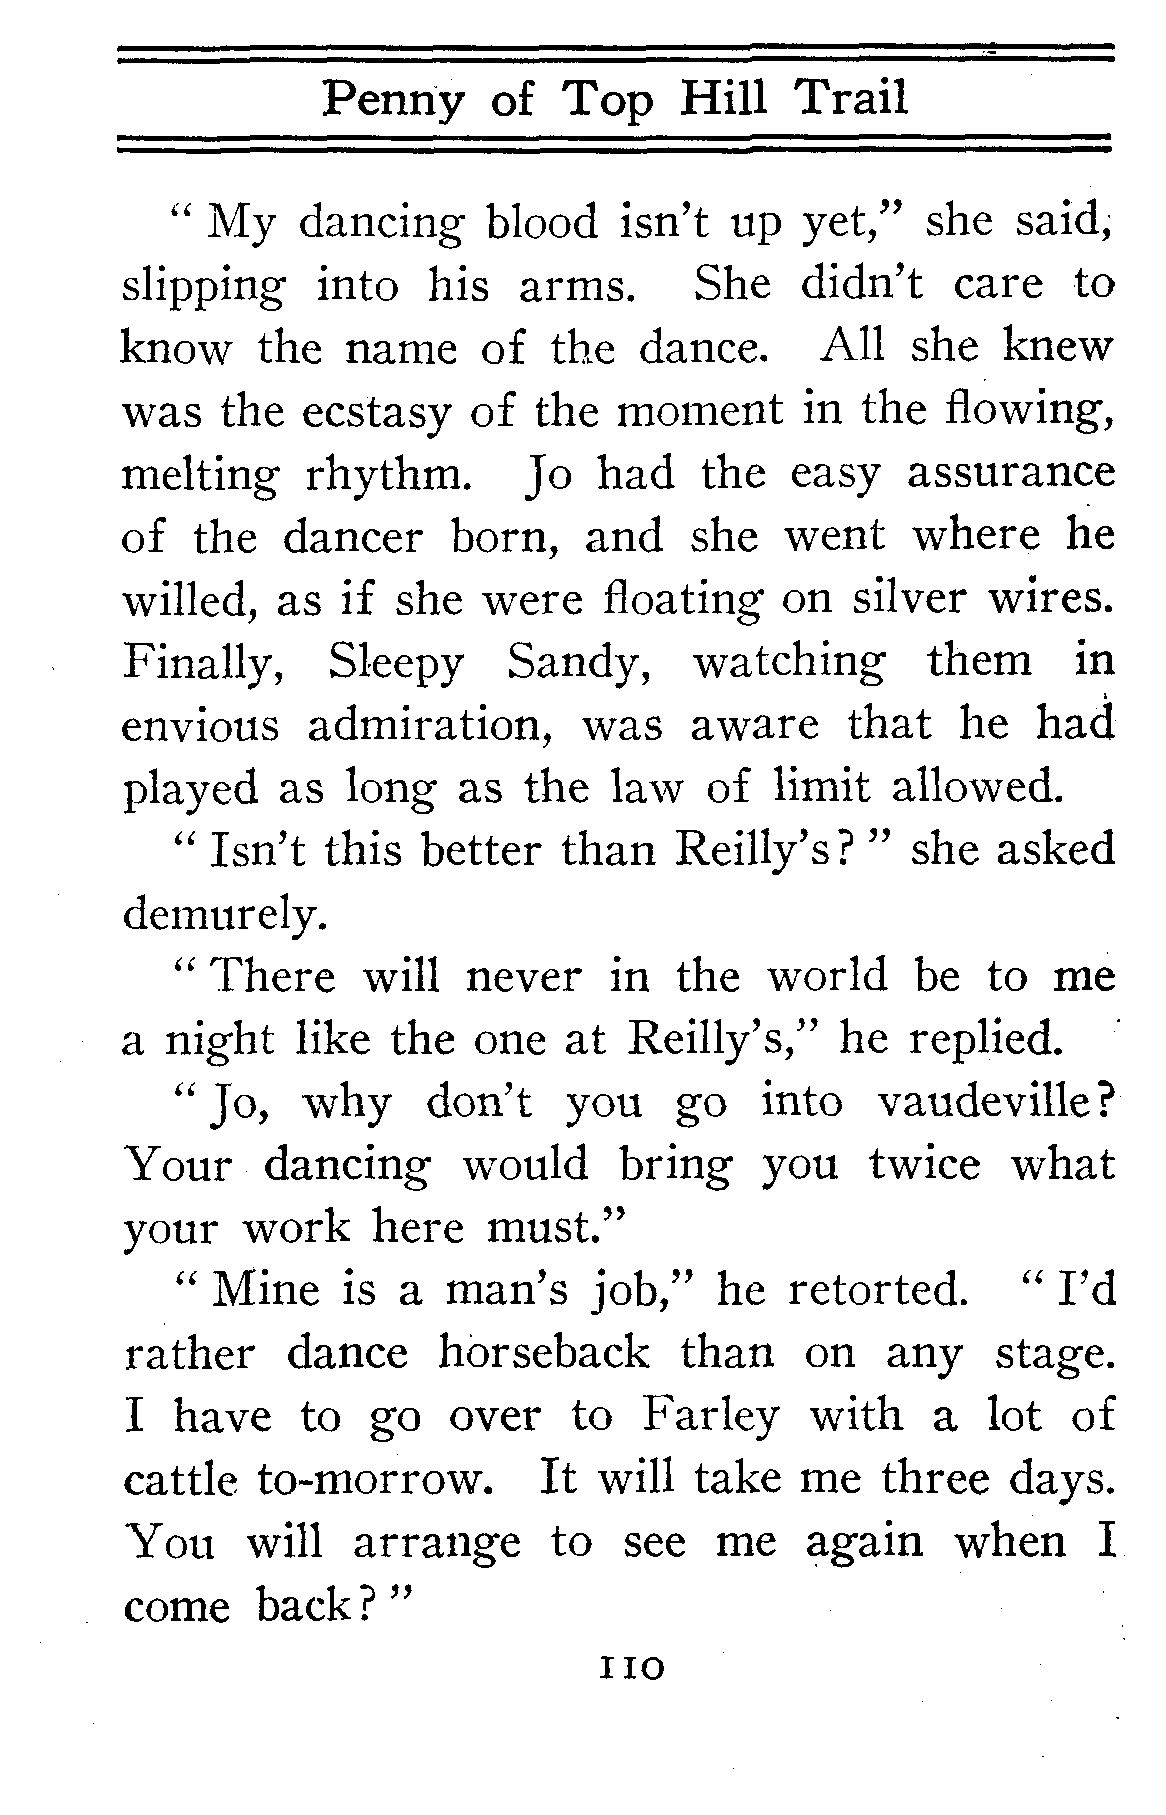 Penny of Top Hill Trail
“ My dancing blood isn’t up yet,” she said,
slipping into his arms. She didn’t care to
know the name of the dance. All she knew
was the ecstasy of the moment in the flowing,
melting rhythm. Jo had the easy assurance
of the dancer born, and she went where he
willed, as if she were floating on silver wires.
Finally, Sleepy Sandy, watching them in
envious admiration, was aware that he had
played as long as the law of limit allowed.
“ Isn’t this better than Reilly’s? ” she asked
demurely.
“ There will never in the world be to me
a night like the one at Reilly’s,” he replied.
“ Jo, why don’t you go into vaudeville?
Your dancing would bring you twice what
your work here must.”
“ Mine is a man’s job,” he retorted. “ I’d
rather dance horseback than on any stage.
I have to go over to Farley with a lot of
cattle to-morrow. It will take me three days.
You will arrange to see me again when I
come back? ”
110